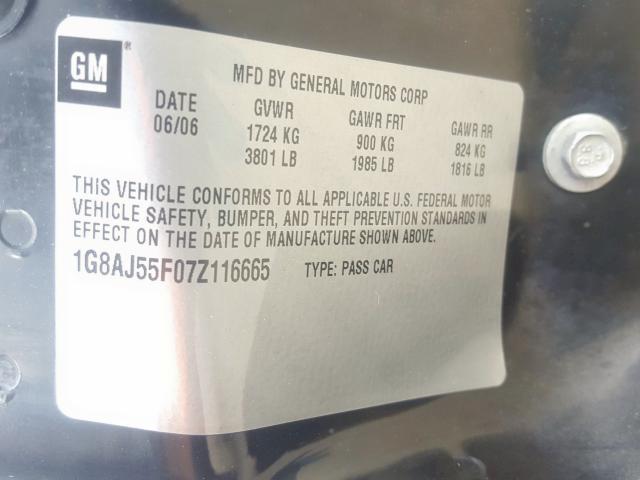 GM®
MFD BY GENERAL MOTORS CORP
DATE GVWR GAWR FRT GAWR RR
06/06 1724 KG 900 KG 824 KG
3801 LB 1985 LB 1816 LB
THIS VEHICLE CONFORMS TO ALL APPLICABLE U.S. FEDERAL MOTOR
VEHICLE SAFETY, BUMPER, AND THEFT PREVENTION STANDARDS IN
EFFECT ON THE DATE OF MANUFACTURE SHOWN ABOVE.
1G8AJ55F07Z116665 TYPE: PASS CAR